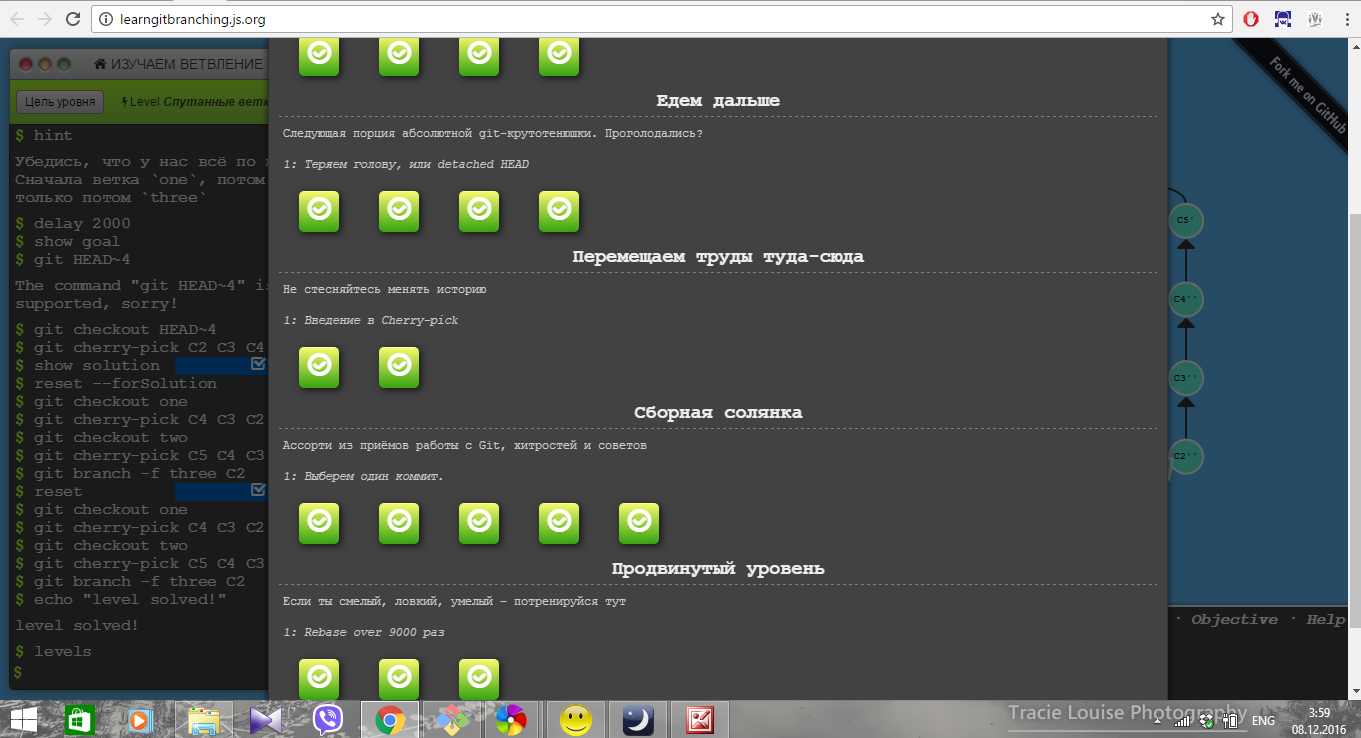 learngitbranching.js.org
ИЗУЧАЕМ ВЕТВЛЕНИЕ
Цель уровня
Level Спутанные ветк
$ hint
Убедись, что у нас всё по
Сначала ветка `one`, потом
только потом `three`
$ delay 2000
$ show goal
$ git HEAD~4
The command "git HEAD~4" is
supported, sorry!
$ git checkout HEAD~4
$ git cherry-pick C2 C3 C4
$ show solution
$ reset --forSolution
$ git checkout one
$ git cherry-pick C4 C3 C2
$ git checkout two
$ git cherry-pick C5 C4 C3
$ git branch -f three C2
$ reset
$ git checkout one
$ git cherry-pick C4 C3 C2
$ git checkout two
$ git cherry-pick C5 C4 C3
$ git branch -f three C2
$ echo "level solved!"
level solved!
$ levels
$
Едем дальше
Следующая порция абсолютной git-крутотенюшки. Проголодались?
1: Теряем голову, или detached HEAD
Перемещаем труды туда-сюда
Не стесняйтесь менять историю
1: Введение в Cherry-pick
Сборная солянка
Ассорти из приёмов работы с Git, хитростей и советов
1: Выберем один коммит.
Продвинутый уровень
Если ты смелый, ловкий, умелый - потренируйся тут
1: Rebase over 9000 раз
Fork me on GitHub
C5'
C4''
C3''
C2''
· Objective · Help
Tracie Louise Photography
ENG
3:59
08.12.2016